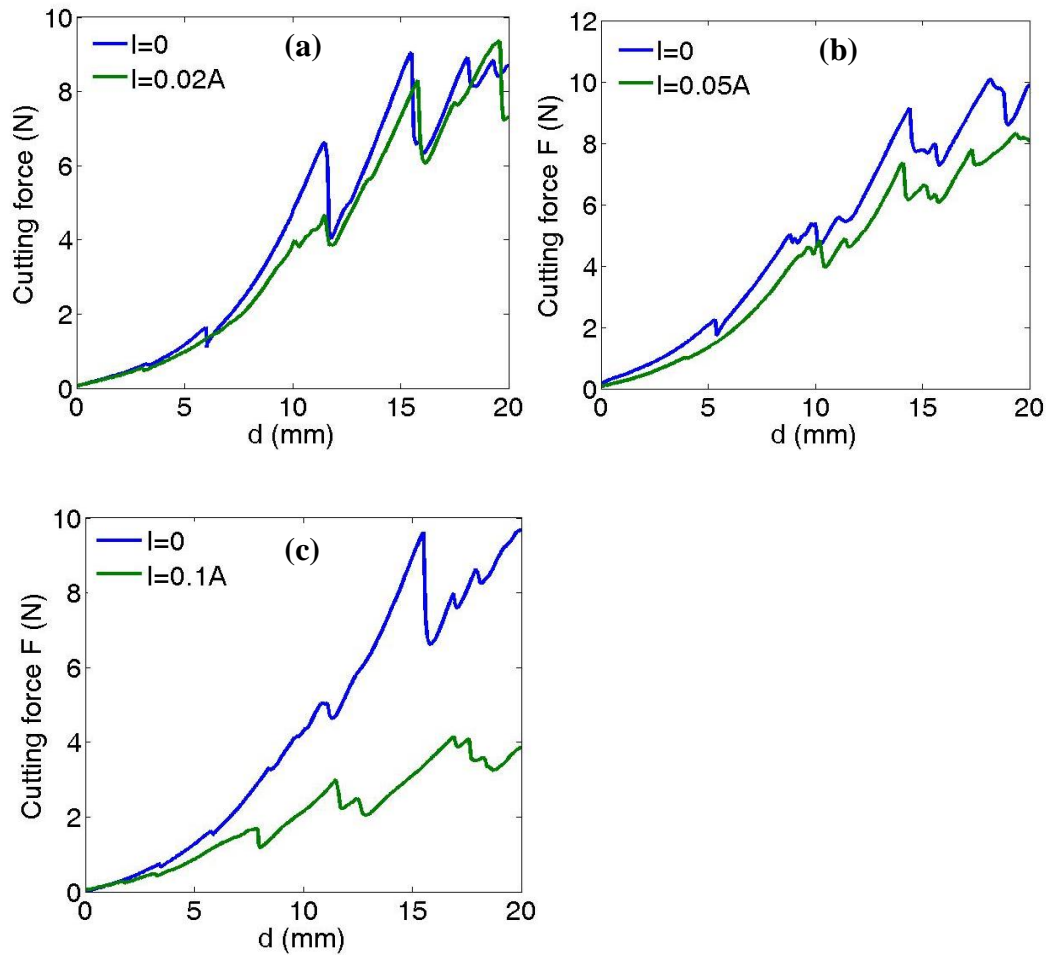 10
8
6
4
2
0
Cutting force (N)
I=0
I=0.02A
(a)
0 5 10 15 20
d (mm)
12
10
8
6
4
2
0
Cutting force F (N)
I=0
I=0.05A
(b)
0 5 10 15 20
d (mm)
10
8
6
4
2
0
Cutting force F (N)
I=0
I=0.1A
(c)
0 5 10 15 20
d (mm)